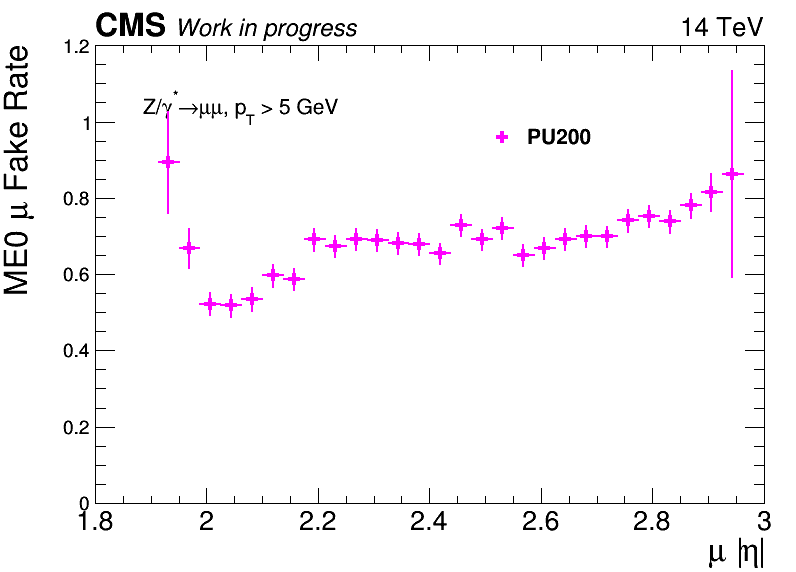 CMS Work in progress 14 TeV
ME0 μ Fake Rate
Z/γ*→μμ, pT > 5 GeV
PU200
1.2
1
0.8
0.6
0.4
0.2
0
1.8 2 2.2 2.4 2.6 2.8 3
μ |η|